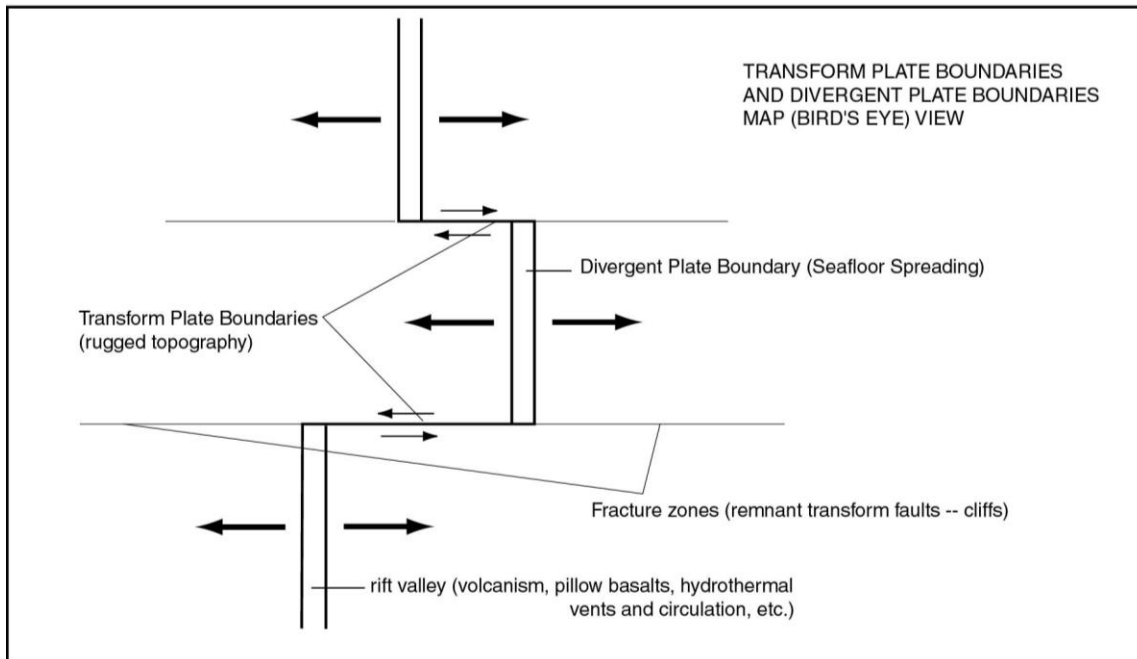 TRANSFORM PLATE BOUNDARIES
AND DIVERGENT PLATE BOUNDARIES
MAP (BIRD'S EYE) VIEW
Divergent Plate Boundary (Seafloor Spreading)
Transform Plate Boundaries
(rugged topography)
Fracture zones (remnant transform faults -- cliffs)
rift valley (volcanism, pillow basalts, hydrothermal
vents and circulation, etc.)